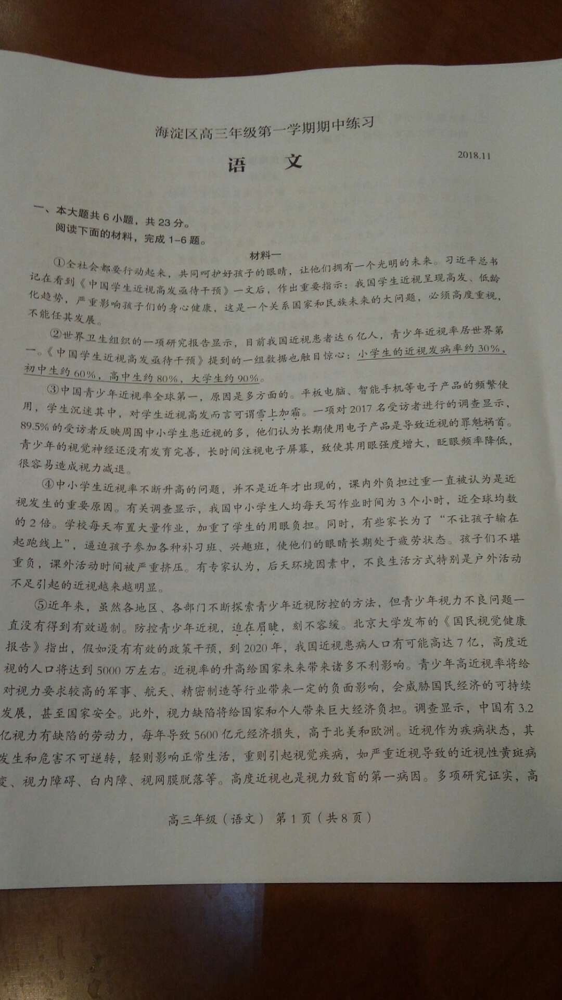 海淀区高三年级第一学期期中练习
语 文
2018.11
一、本大题共6小题，共23分。
阅读下面的材料，完成1-6题。
材料一
①全社会都要行动起来，共同呵护好孩子的眼睛，让他们拥有一个光明的未来。习近平总书
记在看到《中国学生近视高发亟待干预》一文后，作出重要指示：我国学生近视呈现高发、低龄
化趋势，严重影响孩子们的身心健康，这是一个关系国家和民族未来的大问题，必须高度重视，
不能任其发展。
②世界卫生组织的一项研究报告显示，目前我国近视患者达6亿人，青少年近视率居世界第
一。《中国学生近视高发亟待干预》提到的一组数据也触目惊心：小学生的近视发病率约30%，
初中生约60%，高中生约80%，大学生约90%。
③中国青少年近视率全球第一，原因是多方面的。平板电脑、智能手机等电子产品的频繁使
用，学生沉迷其中，对学生近视高发而言可谓雪上加霜。一项对2017名受访者进行的调查显示，
89.5%的受访者反映周围中小学生患近视的多，他们认为长期使用电子产品是导致近视的罪魁祸首。
青少年的视觉神经还没有发育完善，长时间注视电子屏幕，致使其用眼强度增大，眨眼频率降低，
很容易造成视力减退。
④中小学生近视率不断升高的问题，并不是近年才出现的，课内外负担过重一直被认为是近
视发生的重要原因。有关调查显示，我国中小学生人均每天写作业时间为3个小时，近全球均数
的2倍。学校每天布置大量作业，加重了学生的用眼负担。同时，有些家长为了“不让孩子输在
起跑线上”，逼迫孩子参加各种补习班、兴趣班，使他们的眼睛长期处于疲劳状态。孩子们不堪
重负，课外活动时间被严重挤压。有专家认为，后天环境因素中，不良生活方式特别是户外活动
不足引起的近视越来越明显。
⑤近年来，虽然各地区、各部门不断探索青少年近视防控的方法，但青少年视力不良问题一
直没有得到有效遏制。防控青少年近视，迫在眉睫，刻不容缓。北京大学发布的《国民视觉健康
报告》指出，假如没有有效的政策干预，到2020年，我国近视患病人口有可能高达7亿，高度近
视的人口将达到5000万左右。近视率的升高给国家未来带来诸多不利影响。青少年高近视率将给
对视力要求较高的军事、航天、精密制造等行业带来一定的负面影响，会威胁国民经济的可持续
发展，甚至国家安全。此外，视力缺陷将给国家和个人带来巨大经济负担。调查显示，中国有3.2
亿视力有缺陷的劳动力，每年导致5600亿元经济损失，高于北美和欧洲。近视作为疾病状态，其
发生和危害不可逆转，轻则影响正常生活，重则引起视觉疾病，如严重近视导致的近视性黄斑病
变、视力障碍、白内障、视网膜脱落等。高度近视也是视力致盲的第一病因。多项研究证实，高
高三年级（语文） 第1页（共8页）